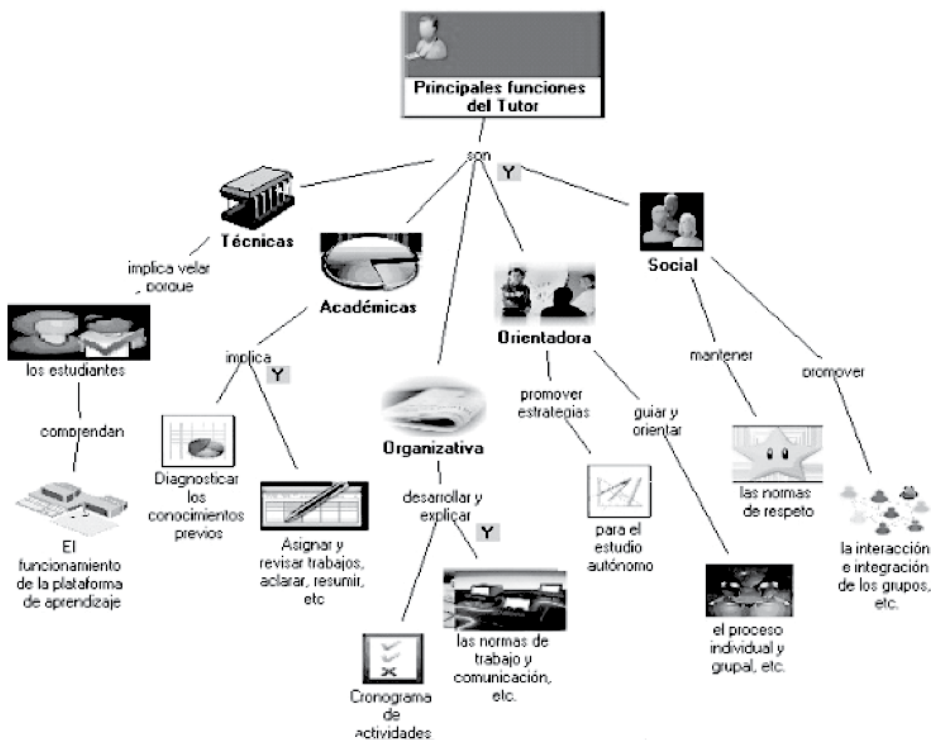 Principales funciones
del Tutor
son
Y
Técnicas
implica velar
porque
los estudiantes
comprendan
El
funcionamiento
de la plataforma
de aprendizaje
Académicas
implica
Y
Diagnosticar
los
conocimientos
previos
Asignar y
revisar trabajos,
aclarar, resumir,
etc
Organizativa
desarrollar y
explicar
Y
Cronograma
de
actividades
las normas de
trabajo y
comunicación,
etc.
Orientadora
promover
estrategias
para el
estudio
autónomo
guiar y
orientar
el proceso
individual y
grupal, etc.
Social
mantener
las normas
de respeto
promover
la interacción
e integración
de los grupos,
etc.